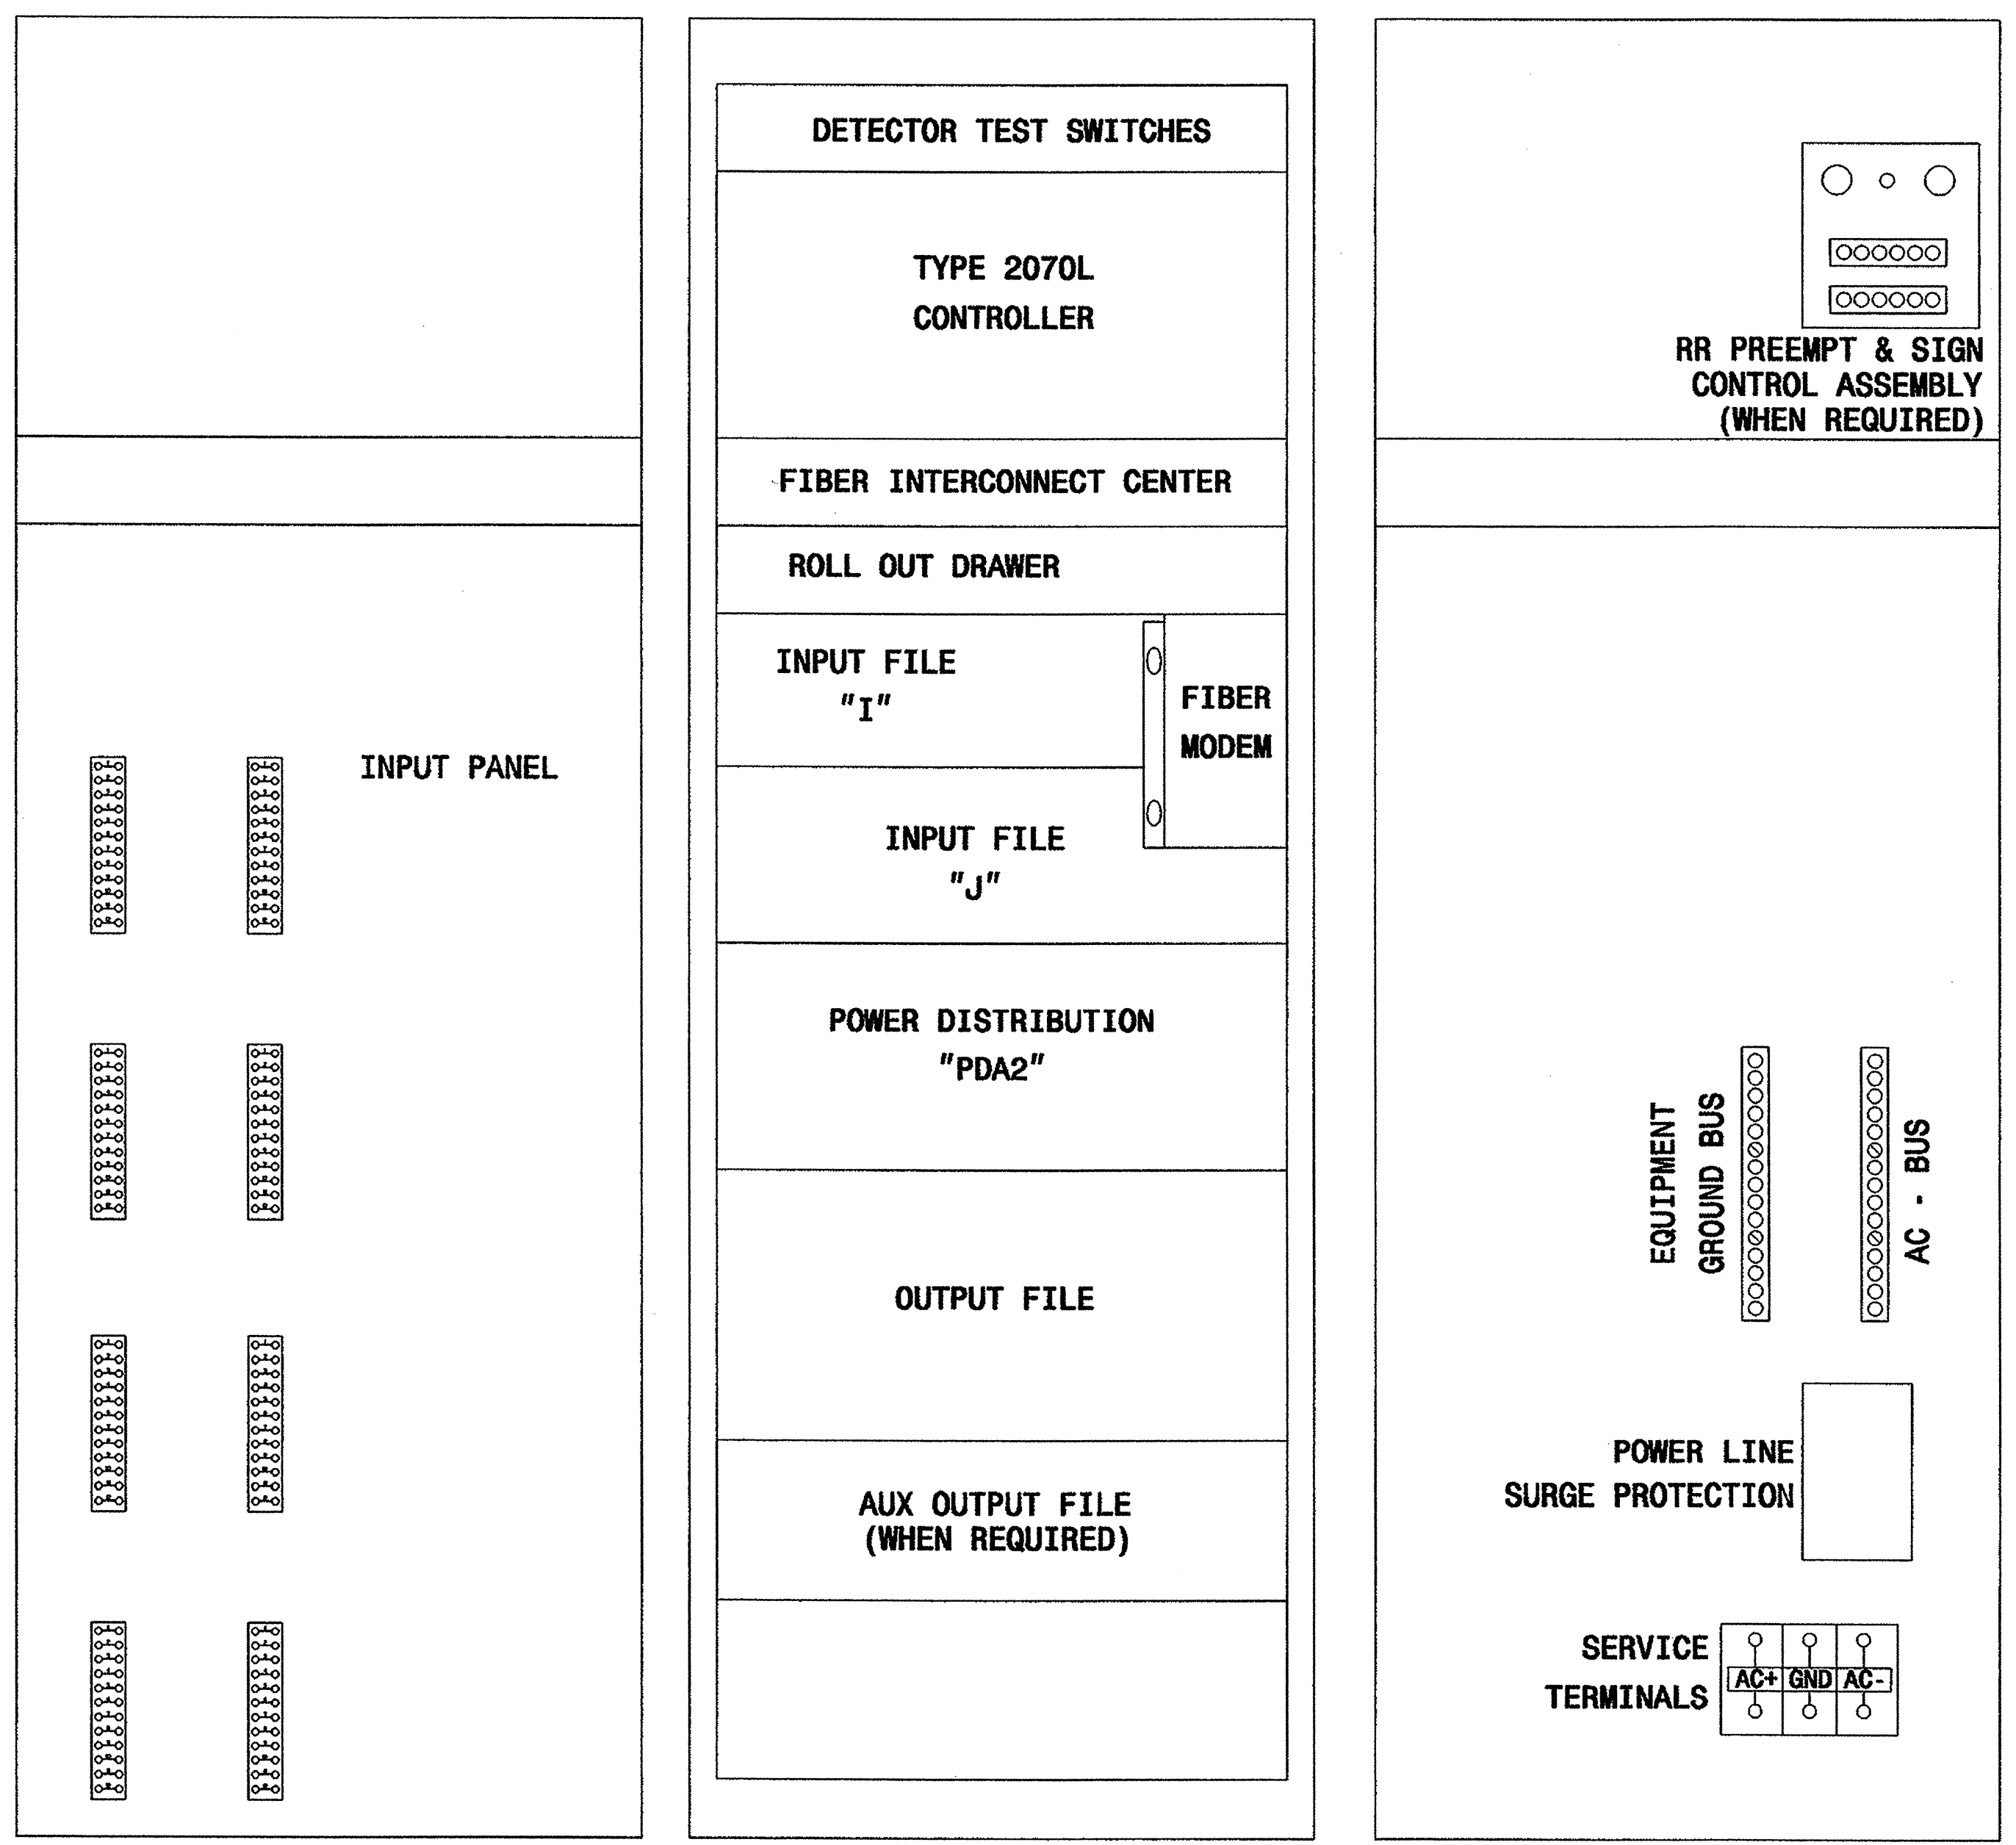 INPUT PANEL
DETECTOR TEST SWITCHES
TYPE 2070L
CONTROLLER
FIBER INTERCONNECT CENTER
ROLL OUT DRAWER
INPUT FILE
"I"
FIBER
MODEM
INPUT FILE
"J"
POWER DISTRIBUTION
"PDA2"
OUTPUT FILE
AUX OUTPUT FILE
(WHEN REQUIRED)
RR PREEMPT & SIGN
CONTROL ASSEMBLY
(WHEN REQUIRED)
EQUIPMENT
GROUND BUS
AC - BUS
POWER LINE
SURGE PROTECTION
SERVICE
TERMINALS
AC+ GND AC-